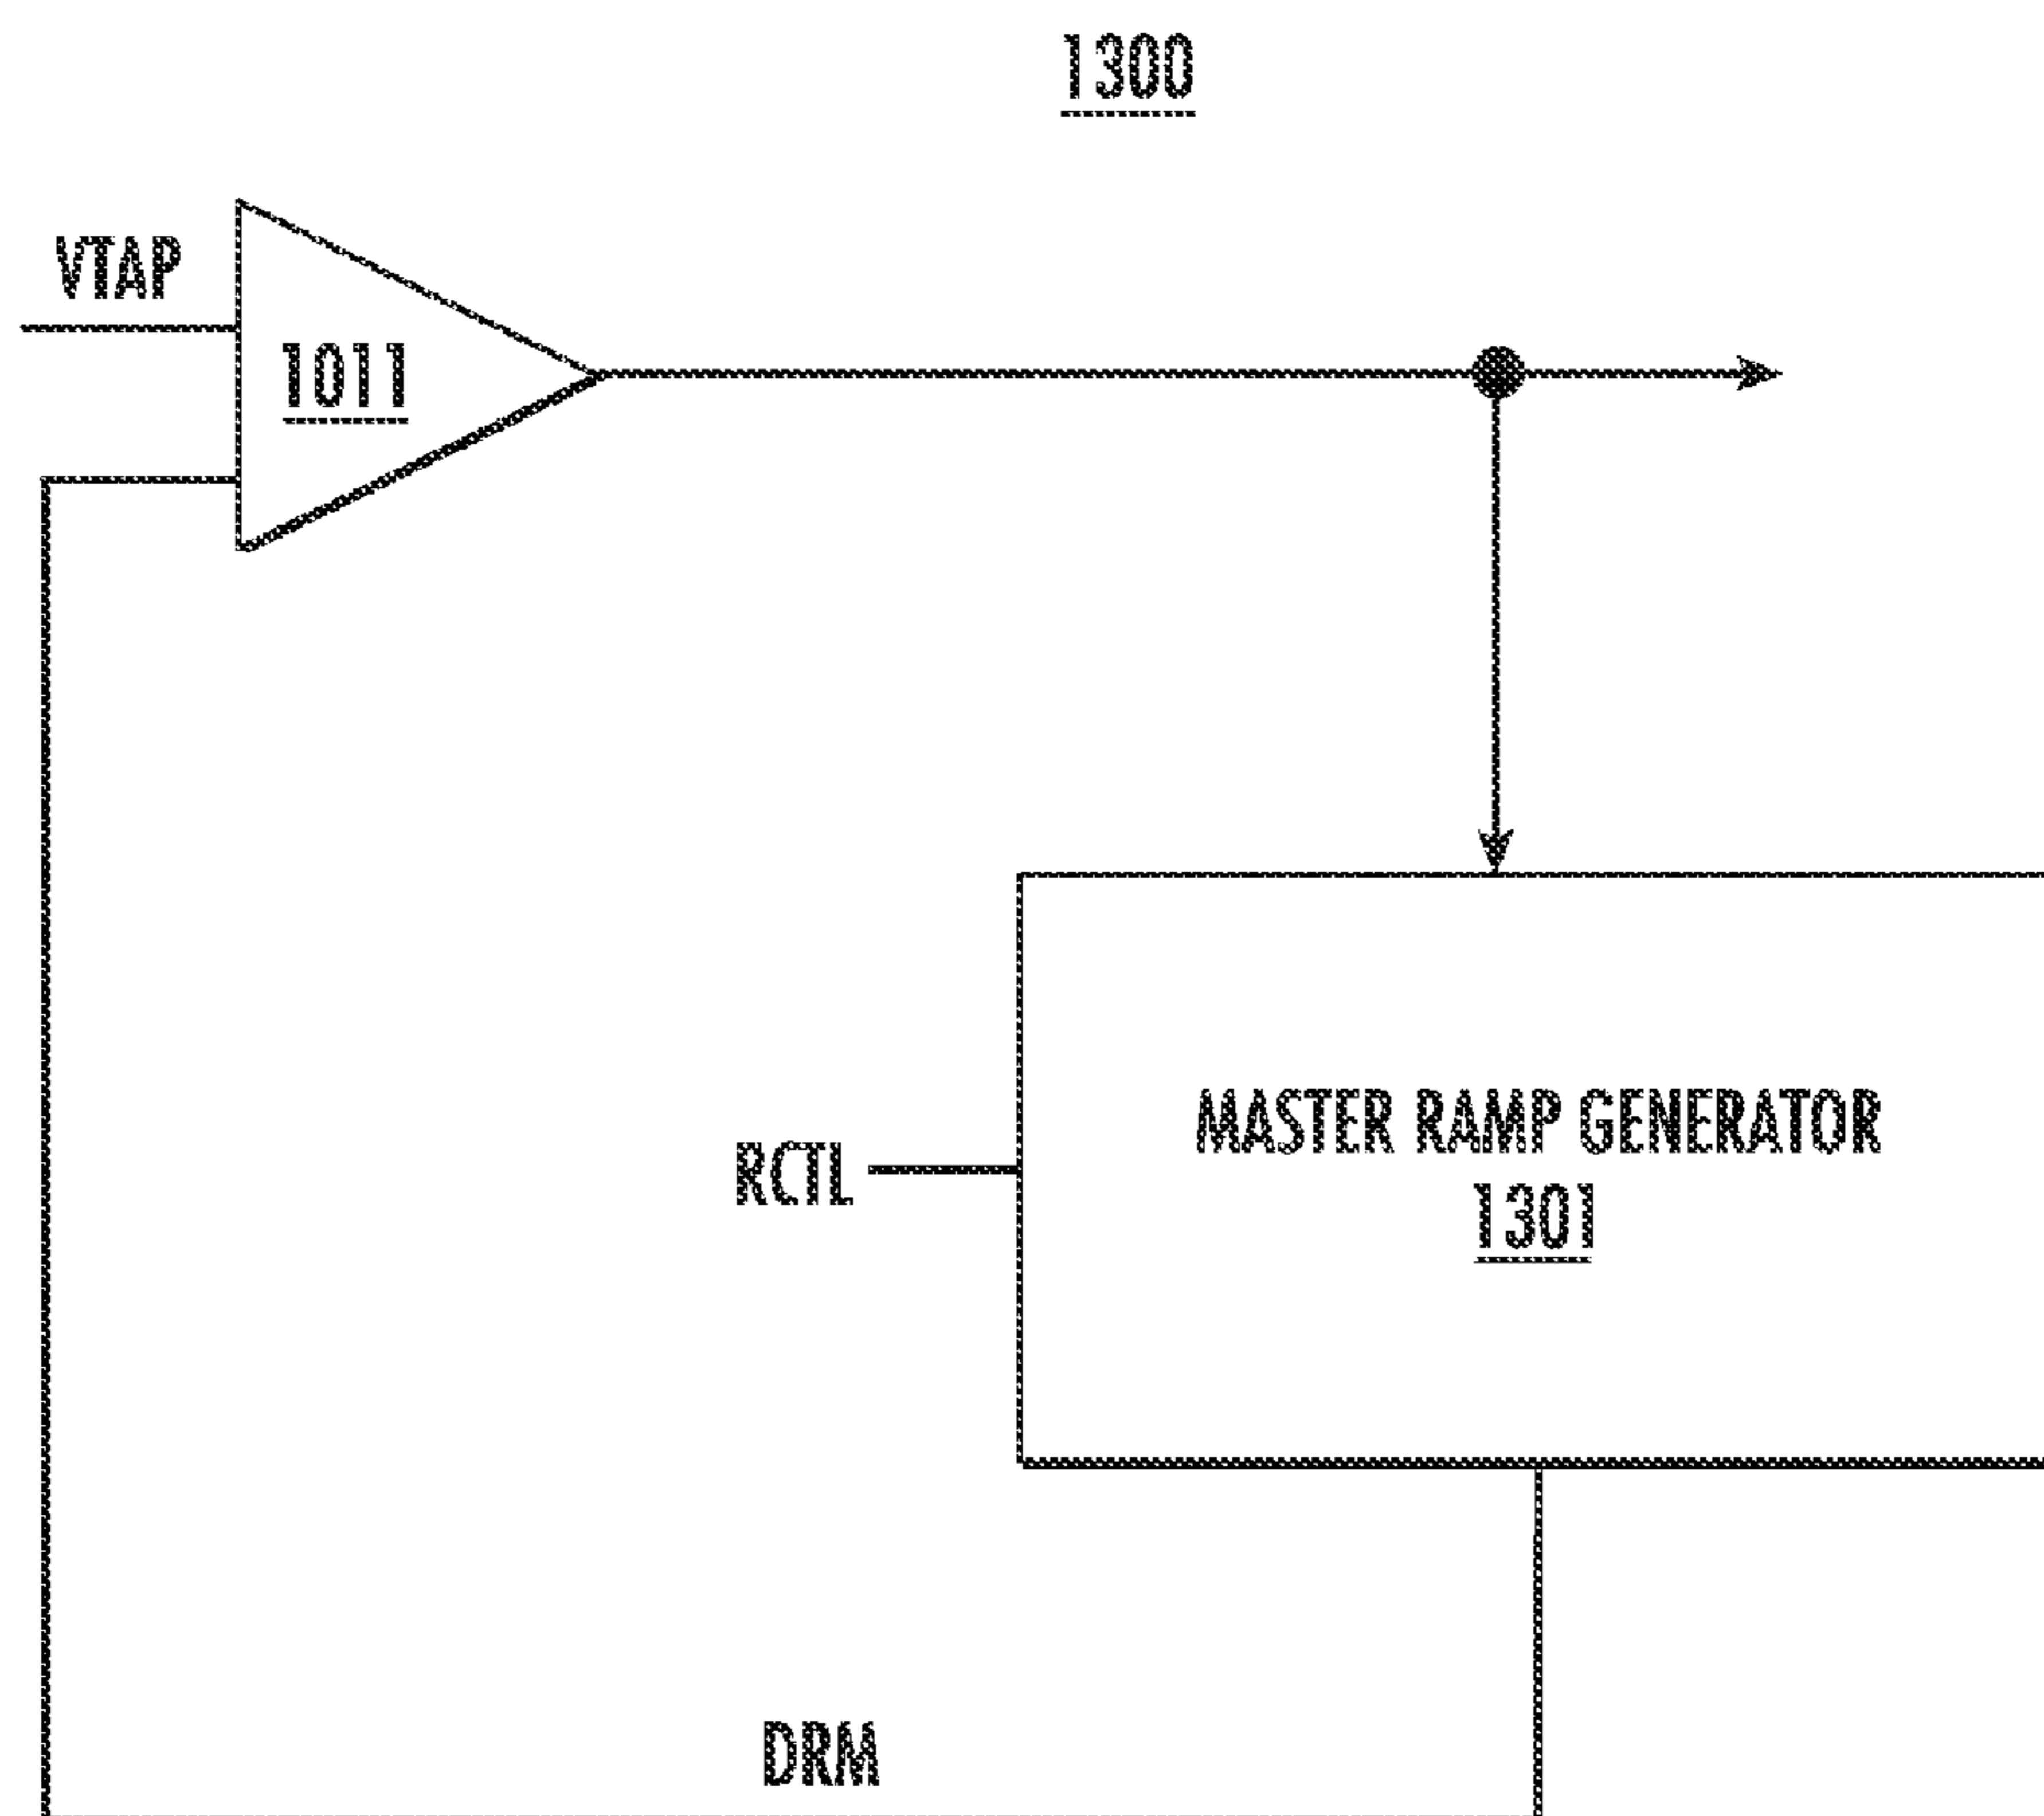 1300
VTAP
1011
MASTER RAMP GENERATOR
RCTL
1301
DRM